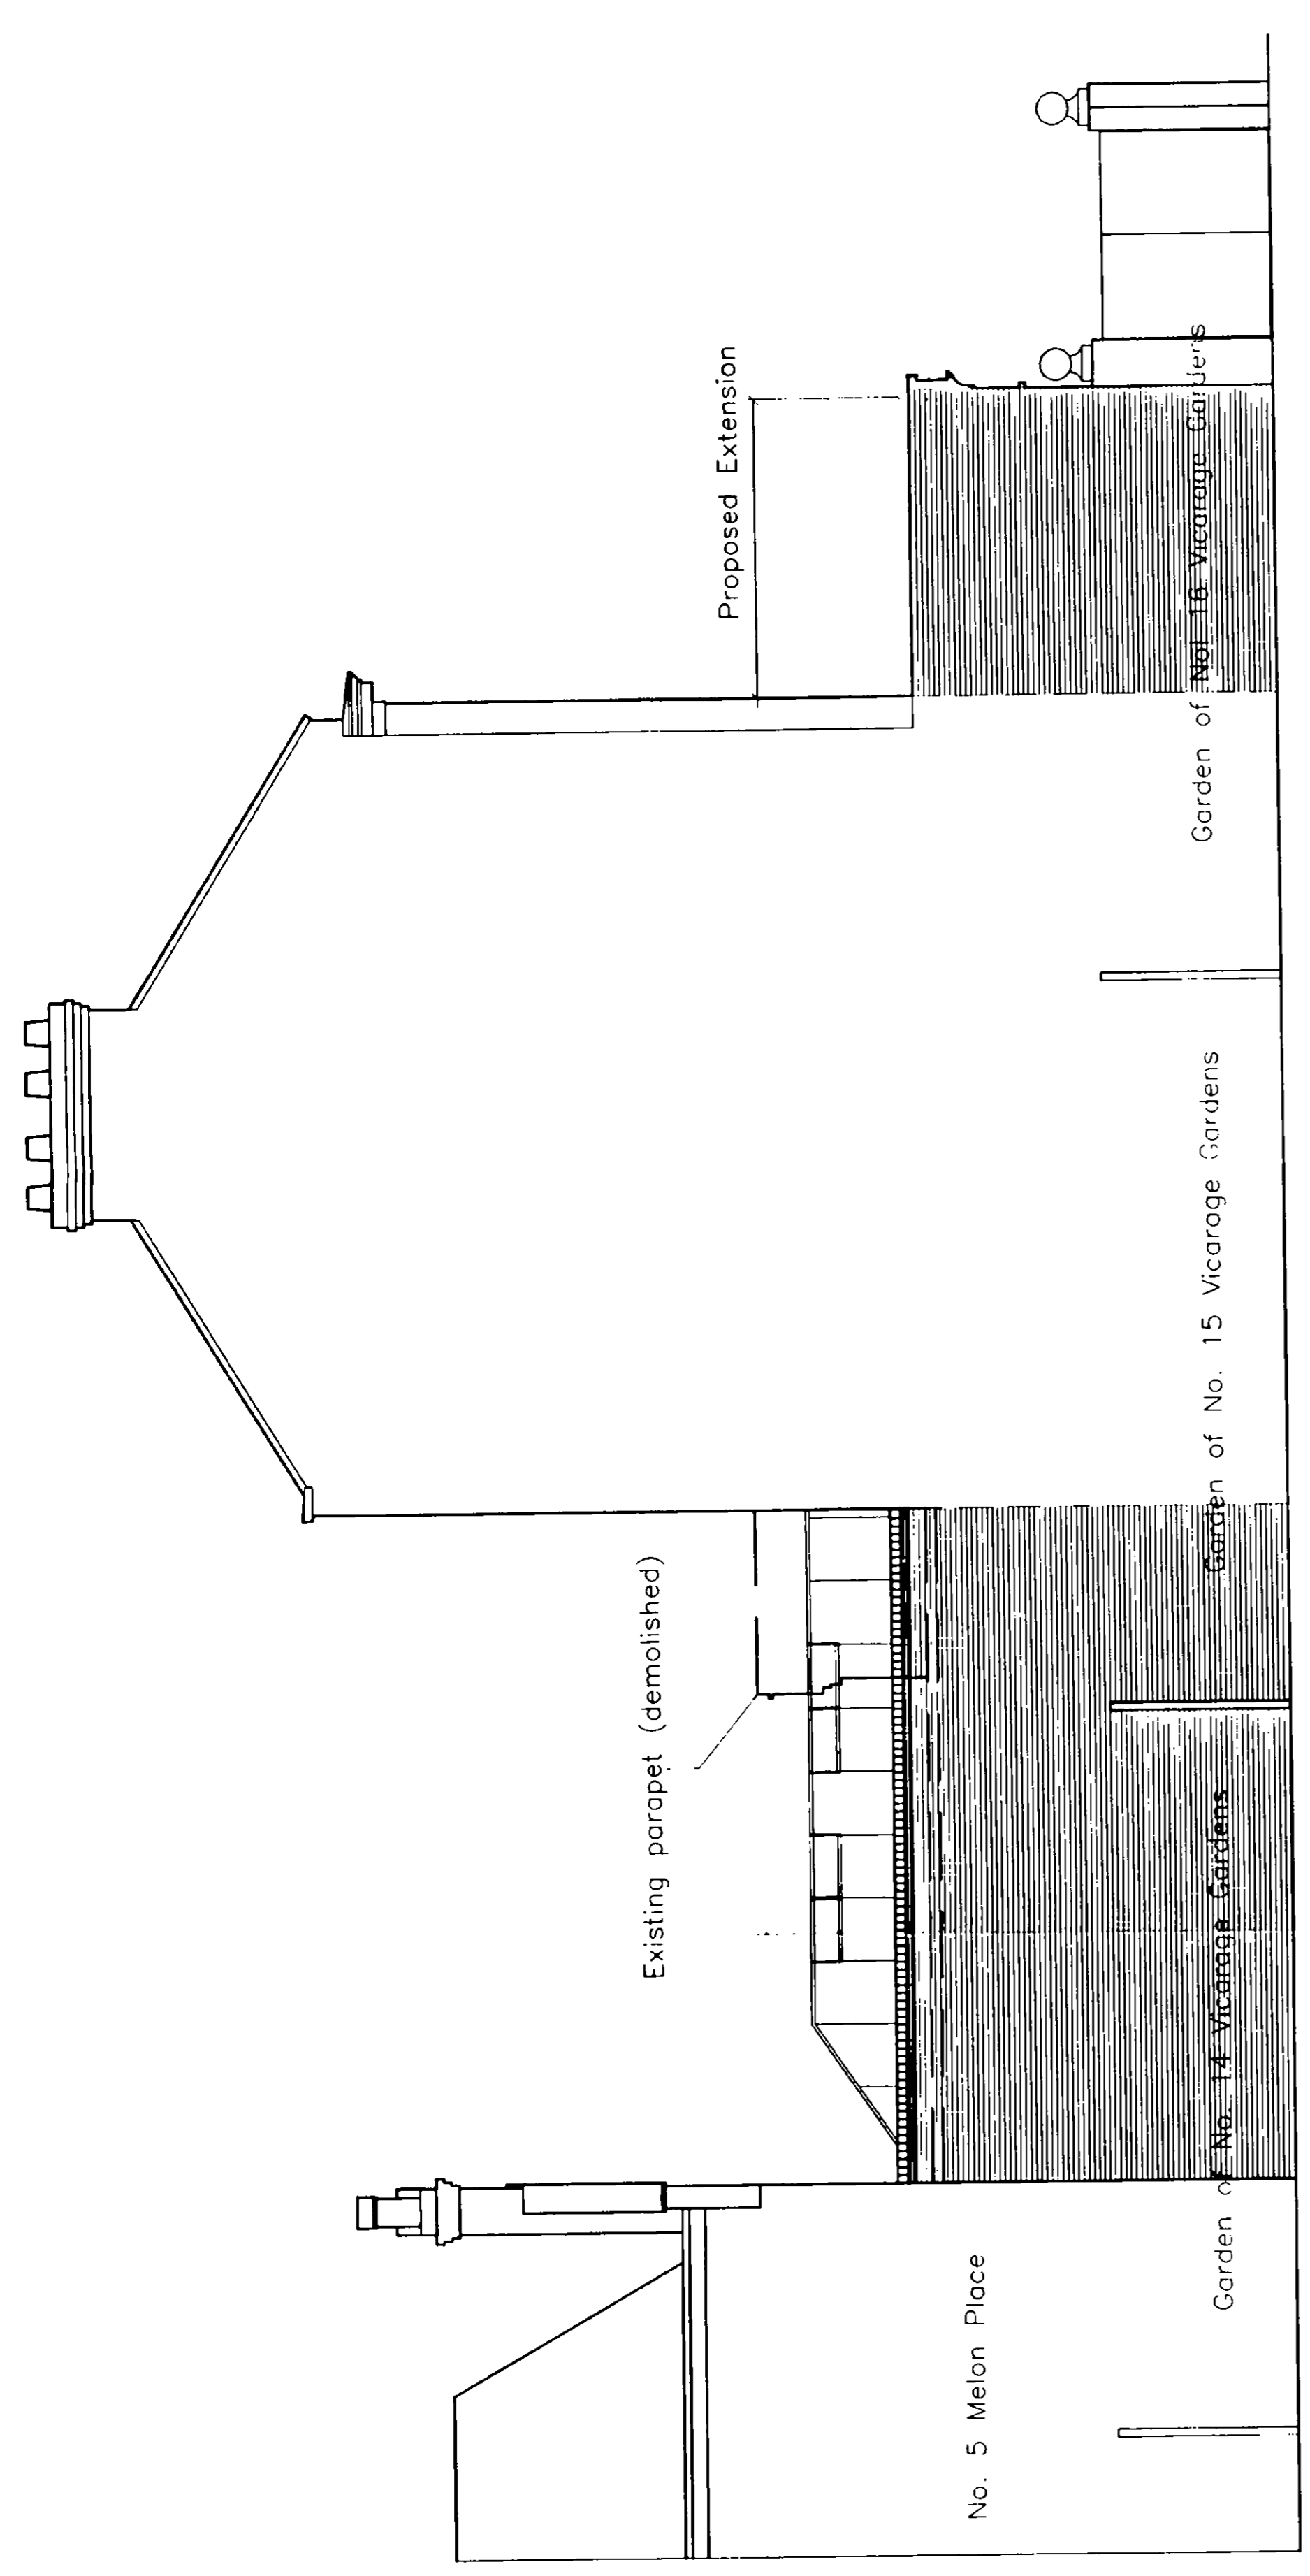 Proposed Extension
Existing parapet (demolished)
No. 5 Melon Place
Garden of No. 14 Vicarage Gardens
Garden of No. 15 Vicarage Gardens
Garden of No. 16 Vicarage Gardens